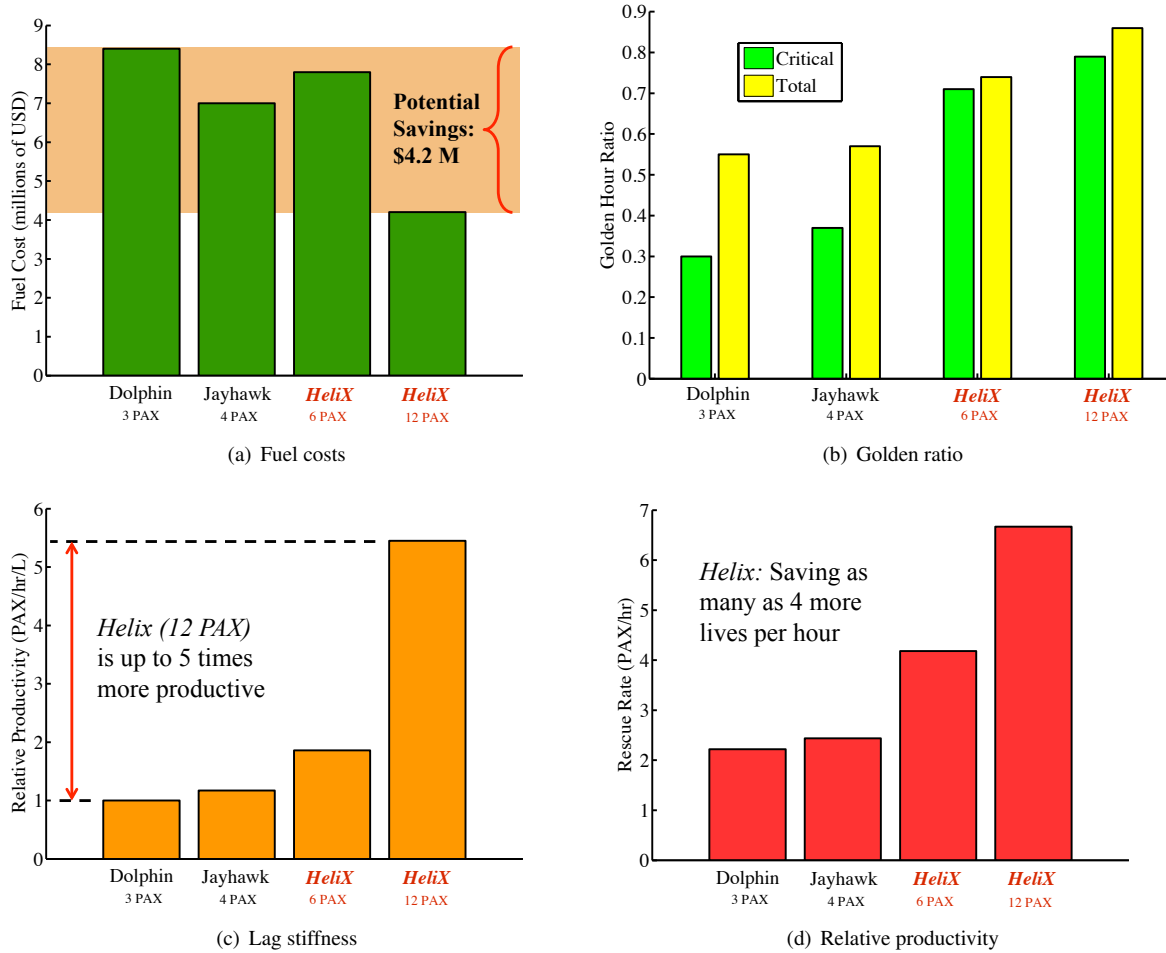 9
8
7
6
5
4
3
2
1
0
Fuel Cost (millions of USD)
Potential
Savings:
$4.2 M
Dolphin
3 PAX
Jayhawk
4 PAX
HeliX
6 PAX
HeliX
12 PAX
(a) Fuel costs
0.9
0.8
0.7
0.6
0.5
0.4
0.3
0.2
0.1
0
Golden Hour Ratio
Critical
Total
Dolphin
3 PAX
Jayhawk
4 PAX
HeliX
6 PAX
HeliX
12 PAX
(b) Golden ratio
6
5
4
3
2
1
0
Relative Productivity (PAX/hr/L)
Helix (12 PAX)
is up to 5 times
more productive
Dolphin
3 PAX
Jayhawk
4 PAX
HeliX
6 PAX
HeliX
12 PAX
(c) Lag stiffness
7
6
5
4
3
2
1
0
Rescue Rate (PAX/hr)
Helix: Saving as
many as 4 more
lives per hour
Dolphin
3 PAX
Jayhawk
4 PAX
HeliX
6 PAX
HeliX
12 PAX
(d) Relative productivity